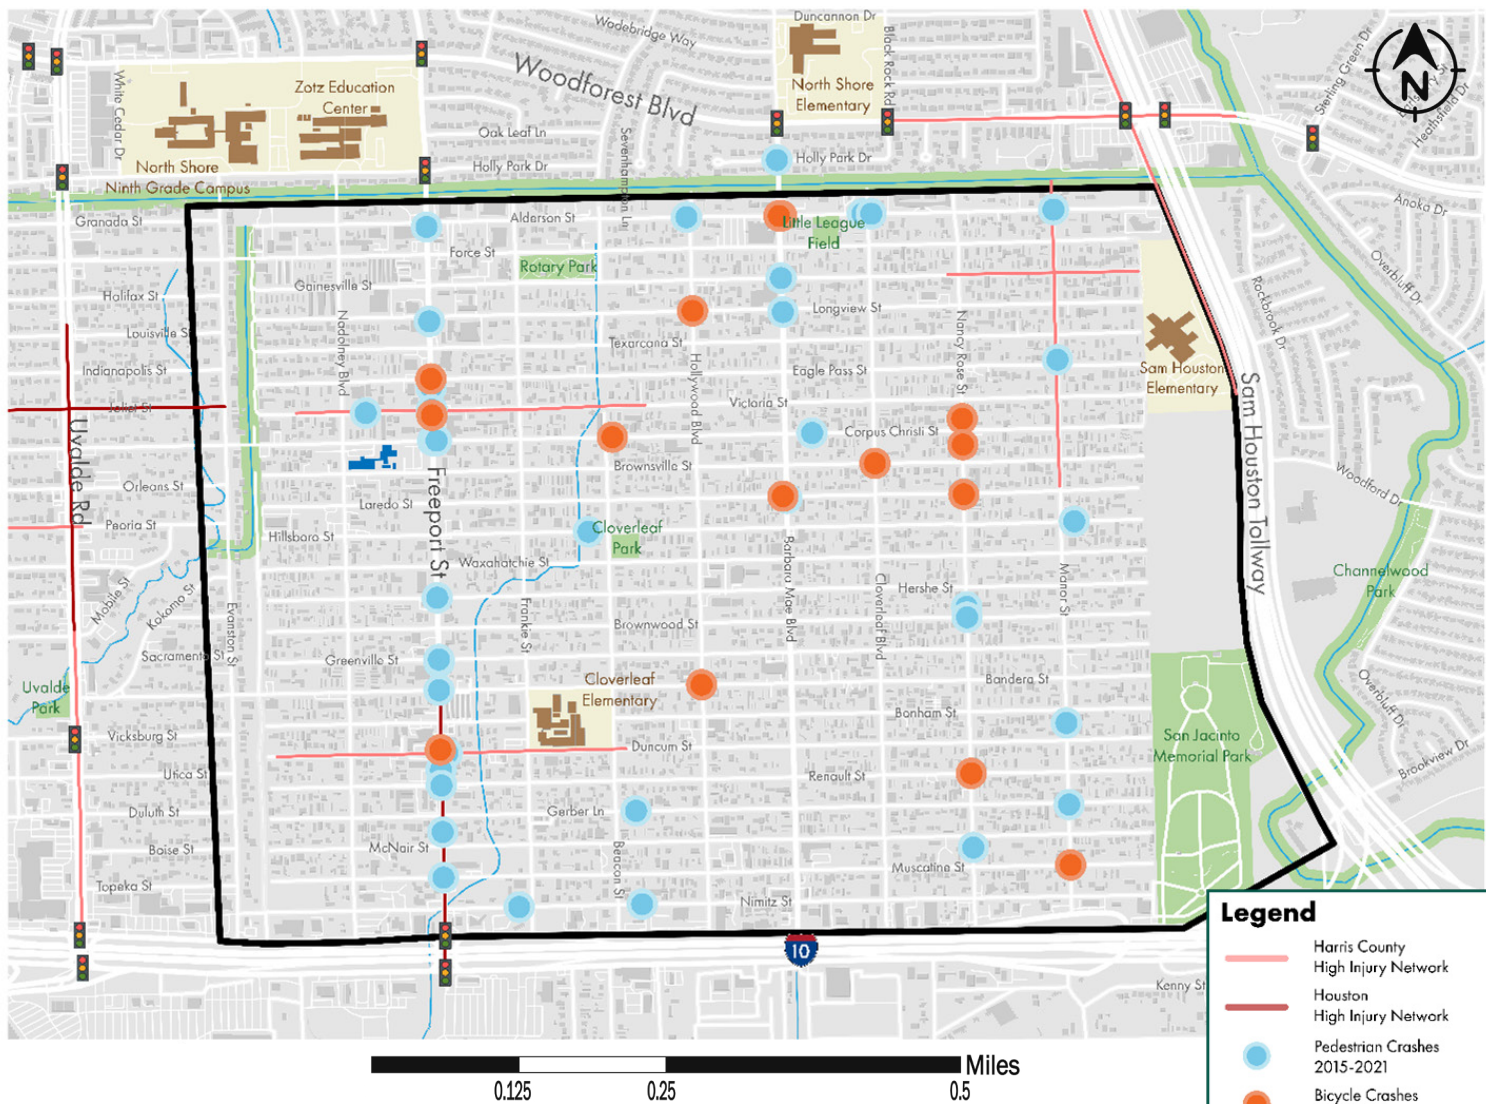 Duncannon Dr
Wadebridge Way
Black Rock Rd
Sterling Green Dr
Heathsfield Dr
N
Woodforest Blvd
White Cedar Dr
Zotz Education
Center
North Shore
Elementary
Oak Leaf Ln
Sevenhampton Ln
Holly Park Dr
Holly Park Dr
North Shore
Ninth Grade Campus
Granada St
Alderson St
Little League
Field
Anoka Dr
Force St
Rotary Park
Overbluff Dr
Gainesville St
Halifax St
Longview St
Rockbrook Dr
Nadolney Blvd
Nancy Rose St
Louisville St
Texarcana St
Hollywood Blvd
Indianapolis St
Eagle Pass St
Sam Houston
Elementary
Joliet St
Victoria St
Corpus Christi St
Uvalde Rd
Freeport St
Sam Houston Tollway
Brownsville St
Woodford Dr
Orleans St
Laredo St
Peoria St
Hillsboro St
Cloverleaf
Park
Barbara Mae Blvd
Waxahatchie St
Manor St
Channelwood
Park
Mobile St
Kokomo St
Evanston St
Frankie St
Cloverleaf Blvd
Hershe St
Brownwood St
Sacramento St
Greenville St
Uvalde
Park
Cloverleaf
Elementary
Bandera St
Overbluff Dr
Bonham St
Vicksburg St
Duncum St
San Jacinto
Memorial Park
Brookview Dr
Utica St
Renault St
Duluth St
Gerber Ln
Boise St
McNair St
Beacon St
Muscatine St
Topeka St
Nimitz St
10
Kenny St
Legend
Harris County
High Injury Network
Houston
High Injury Network
Pedestrian Crashes
2015-2021
Bicycle Crashes
Miles
0.125
0.25
0.5